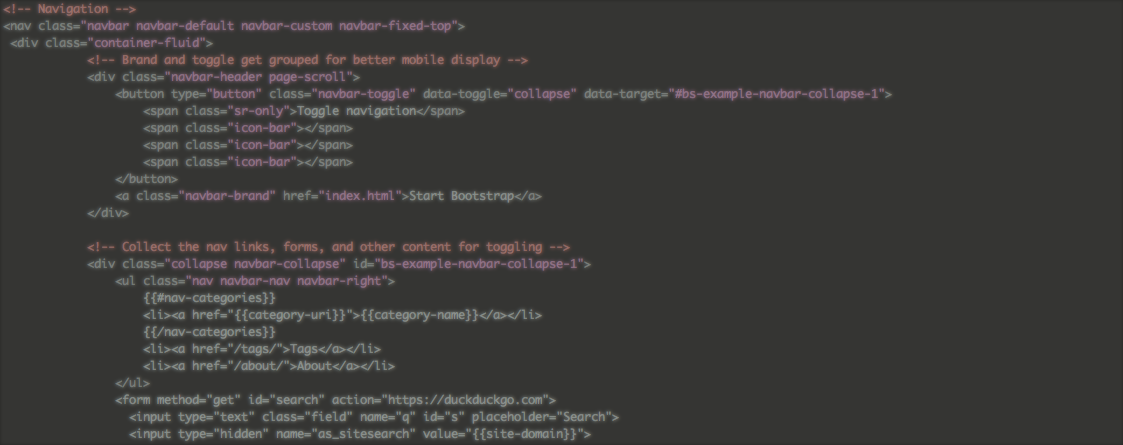 <!-- Navigation -->
<nav class="navbar navbar-default navbar-custom navbar-fixed-top">
<div class="container-fluid">
<!-- Brand and toggle get grouped for better mobile display -->
<div class="navbar-header page-scroll">
<button type="button" class="navbar-toggle" data-toggle="collapse" data-target="#bs-example-navbar-collapse-1">
<span class="sr-only">Toggle navigation</span>
<span class="icon-bar"></span>
<span class="icon-bar"></span>
<span class="icon-bar"></span>
</button>
<a class="navbar-brand" href="index.html">Start Bootstrap</a>
</div>
<!-- Collect the nav links, forms, and other content for toggling -->
<div class="collapse navbar-collapse" id="bs-example-navbar-collapse-1">
<ul class="nav navbar-nav navbar-right">
{{#nav-categories}}
<li><a href="{{category-uri}}">{{category-name}}</a></li>
{{/nav-categories}}
<li><a href="/tags/">Tags</a></li>
<li><a href="/about/">About</a></li>
</ul>
<form method="get" id="search" action="https://duckduckgo.com">
<input type="text" class="field" name="q" id="s" placeholder="Search">
<input type="hidden" name="as_sitesearch" value="{{site-domain}}">